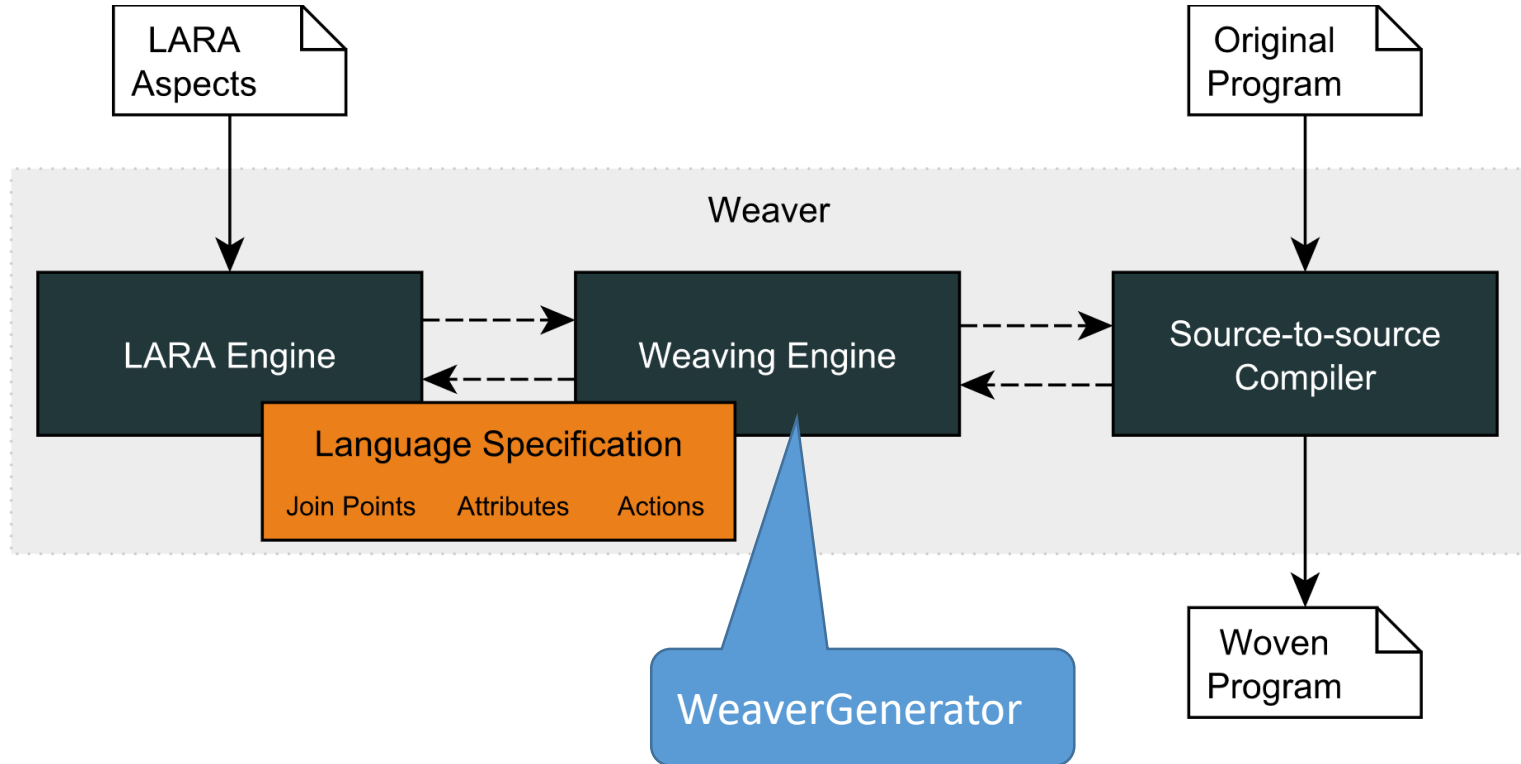 LARA
Aspects
Original
Program
Weaver
LARA Engine
Weaving Engine
Source-to-source
Compiler
Language Specification
Join Points Attributes Actions
WeaverGenerator
Woven
Program